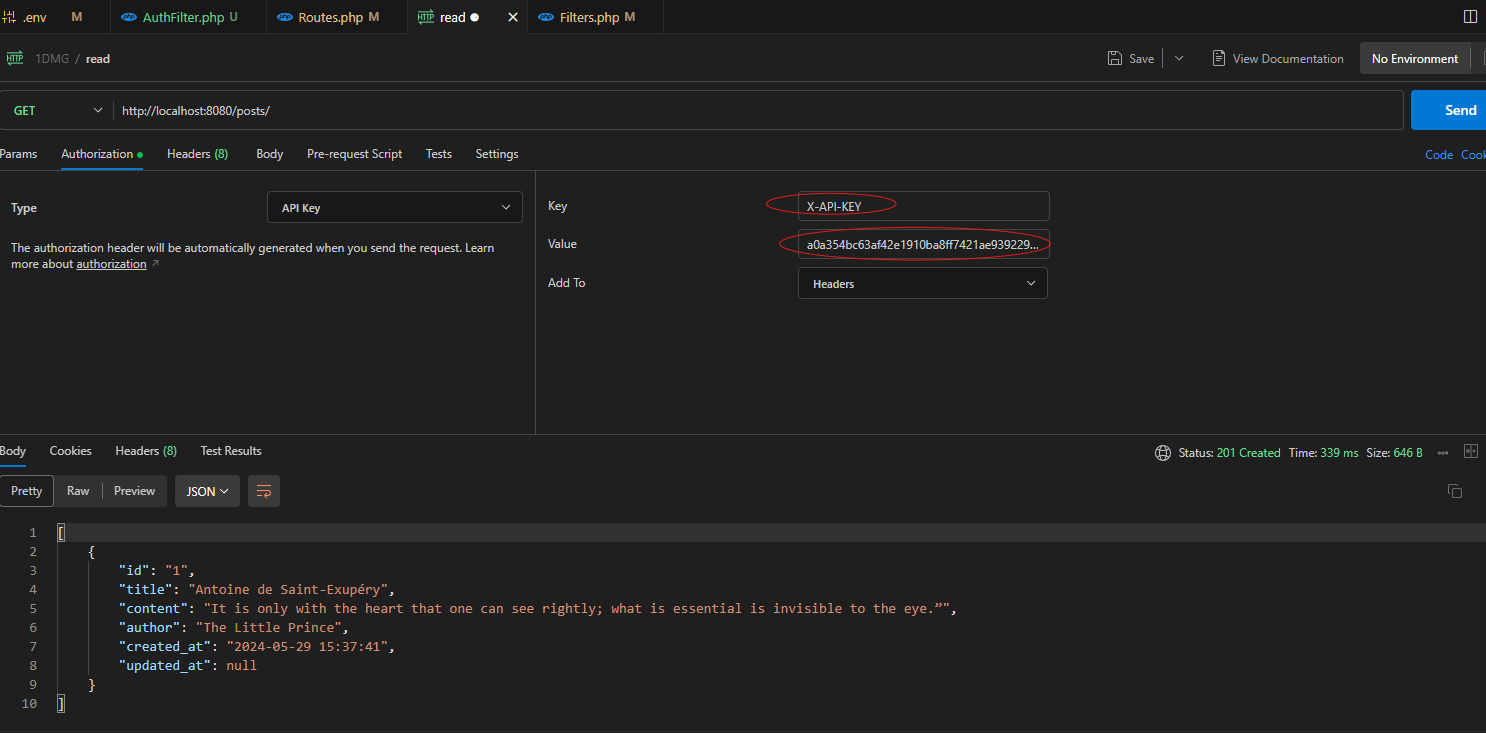 .env M AuthFilter.php U Routes.php M HTTP read Filters.php M
HTTP 1DMG / read Save View Documentation No Environment
GET http://localhost:8080/posts/ Send
Params Authorization Headers (8) Body Pre-request Script Tests Settings Code Cook
Type API Key Key X-API-KEY
The authorization header will be automatically generated when you send the request. Learn
more about authorization
Value a0a354bc63af42e1910ba8ff7421ae939229...
Add To Headers
Body Cookies Headers (8) Test Results Status: 201 Created Time: 339 ms Size: 646 B
Pretty Raw Preview JSON
1 [
2 {
3 "id": "1",
4 "title": "Antoine de Saint-Exupéry",
5 "content": "It is only with the heart that one can see rightly; what is essential is invisible to the eye.”",
6 "author": "The Little Prince",
7 "created_at": "2024-05-29 15:37:41",
8 "updated_at": null
9 }
10 ]